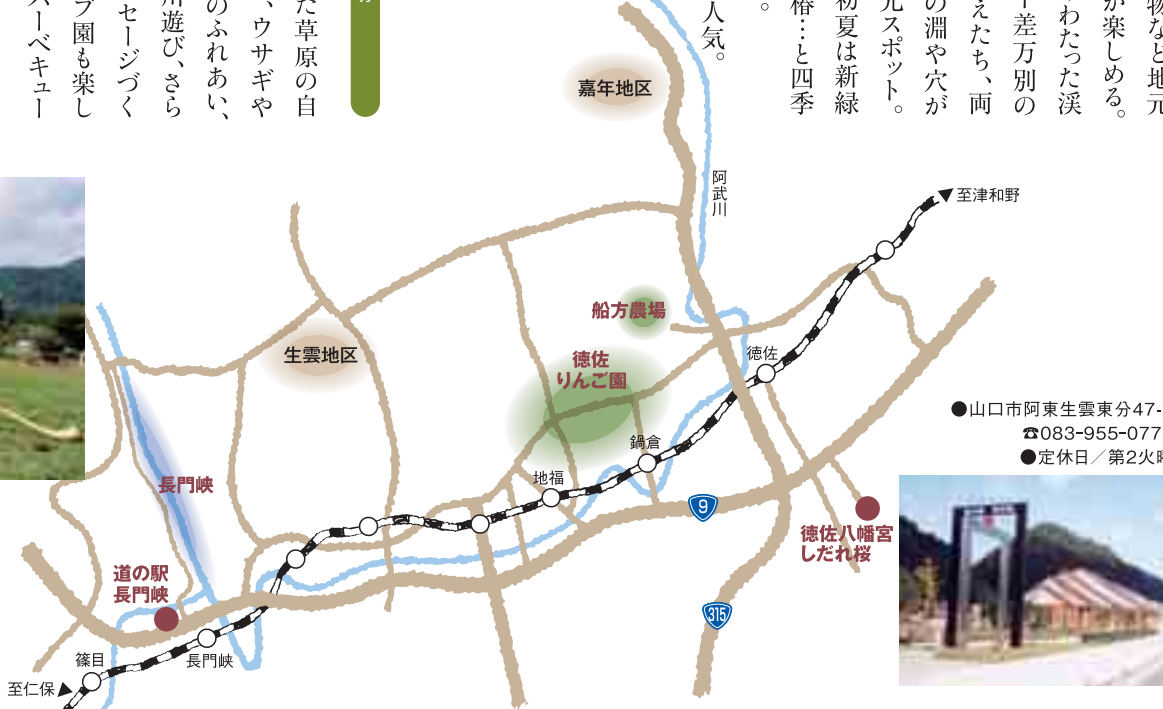 物など地元
が楽しめる。
わたった渓
千差万別の
えたち、両
の淵や穴が
光スポット。
初夏は新緑
椿…と四季
。
人気。
た草原の自
、ウサギや
のふれあい、
川遊び、さら
セージづく
ブ園も楽し
スーベキュー
嘉年地区
阿武川
至津和野
船方農場
徳佐
りんご園
徳佐
生雲地区
鍋倉
地福
長門峡
9
徳佐八幡宮
しだれ桜
315
道の駅
長門峡
長門峡
篠目
至仁保
●山口市阿東生雲東分47-
☎083-955-077
●定休日/第2火曜